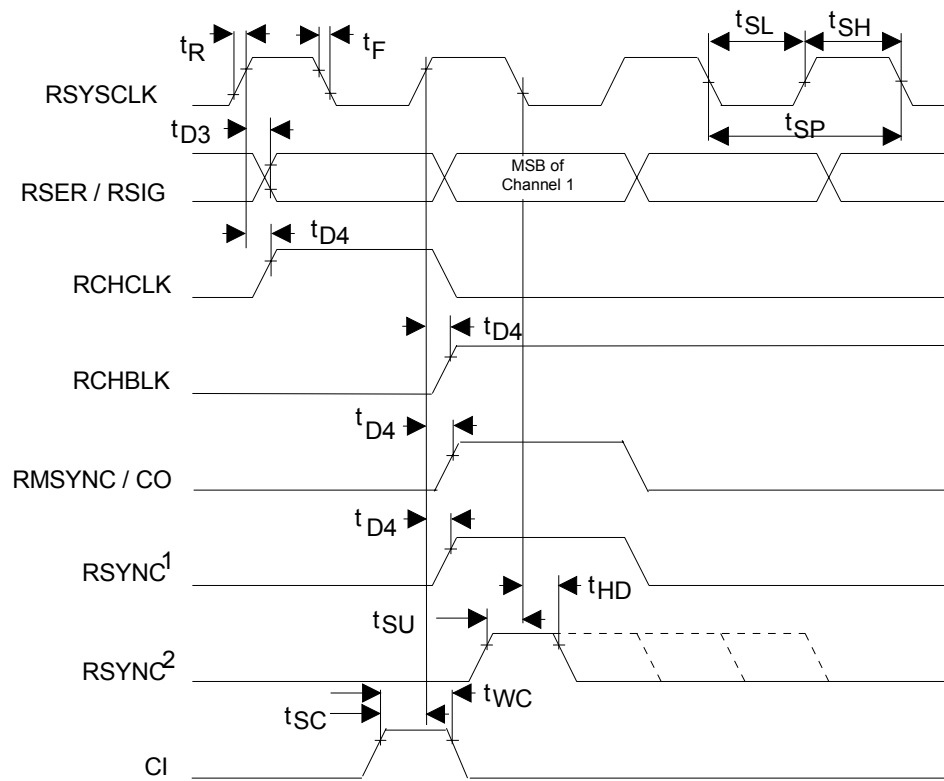 tSL tSH
tR tF
RSYSCLK
tSP
tD3
MSB of
Channel 1
RSER / RSIG
tD4
RCHCLK
tD4
RCHBLK
tD4
RMSYNC / CO
tD4
RSYNC1
tHD
tSU
RSYNC2
tWC
tSC
CI